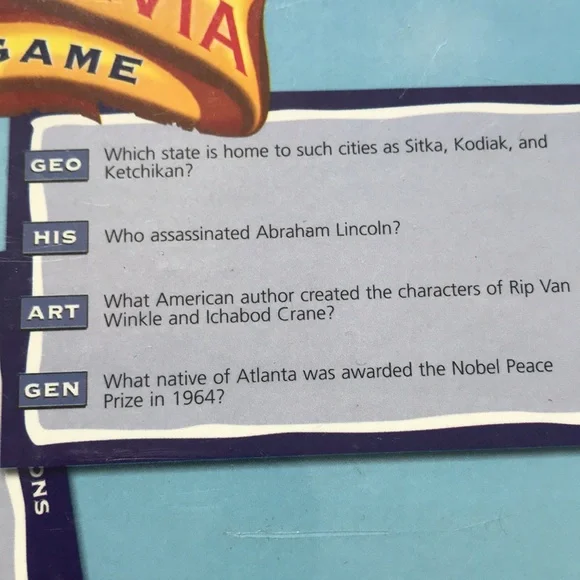 GAME
GEO
Which state is home to such cities as Sitka, Kodiak, and
Ketchikan?
HIS
Who assassinated Abraham Lincoln?
ART
What American author created the characters of Rip Van
Winkle and Ichabod Crane?
GEN
What native of Atlanta was awarded the Nobel Peace
Prize in 1964?